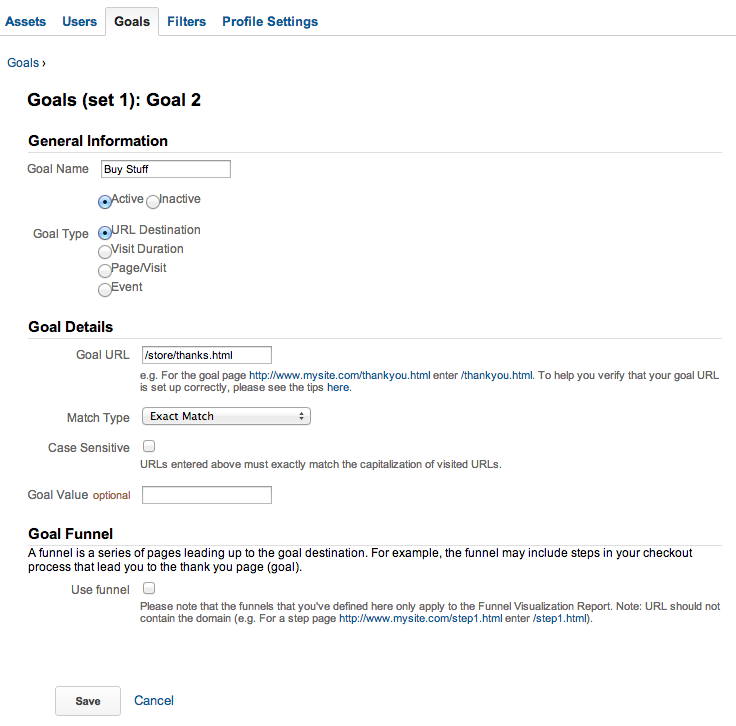 Assets Users Goals Filters Profile Settings
Goals ›
Goals (set 1): Goal 2
General Information
Goal Name Buy Stuff
Active Inactive
Goal Type URL Destination
Visit Duration
Page/Visit
Event
Goal Details
Goal URL /store/thanks.html
e.g. For the goal page http://www.mysite.com/thankyou.html enter /thankyou.html. To help you verify that your goal URL
is set up correctly, please see the tips here.
Match Type Exact Match
Case Sensitive
URLs entered above must exactly match the capitalization of visited URLs.
Goal Value optional
Goal Funnel
A funnel is a series of pages leading up to the goal destination. For example, the funnel may include steps in your checkout
process that lead you to the thank you page (goal).
Use funnel
Please note that the funnels that you've defined here only apply to the Funnel Visualization Report. Note: URL should not
contain the domain (e.g. For a step page http://www.mysite.com/step1.html enter /step1.html).
Save Cancel